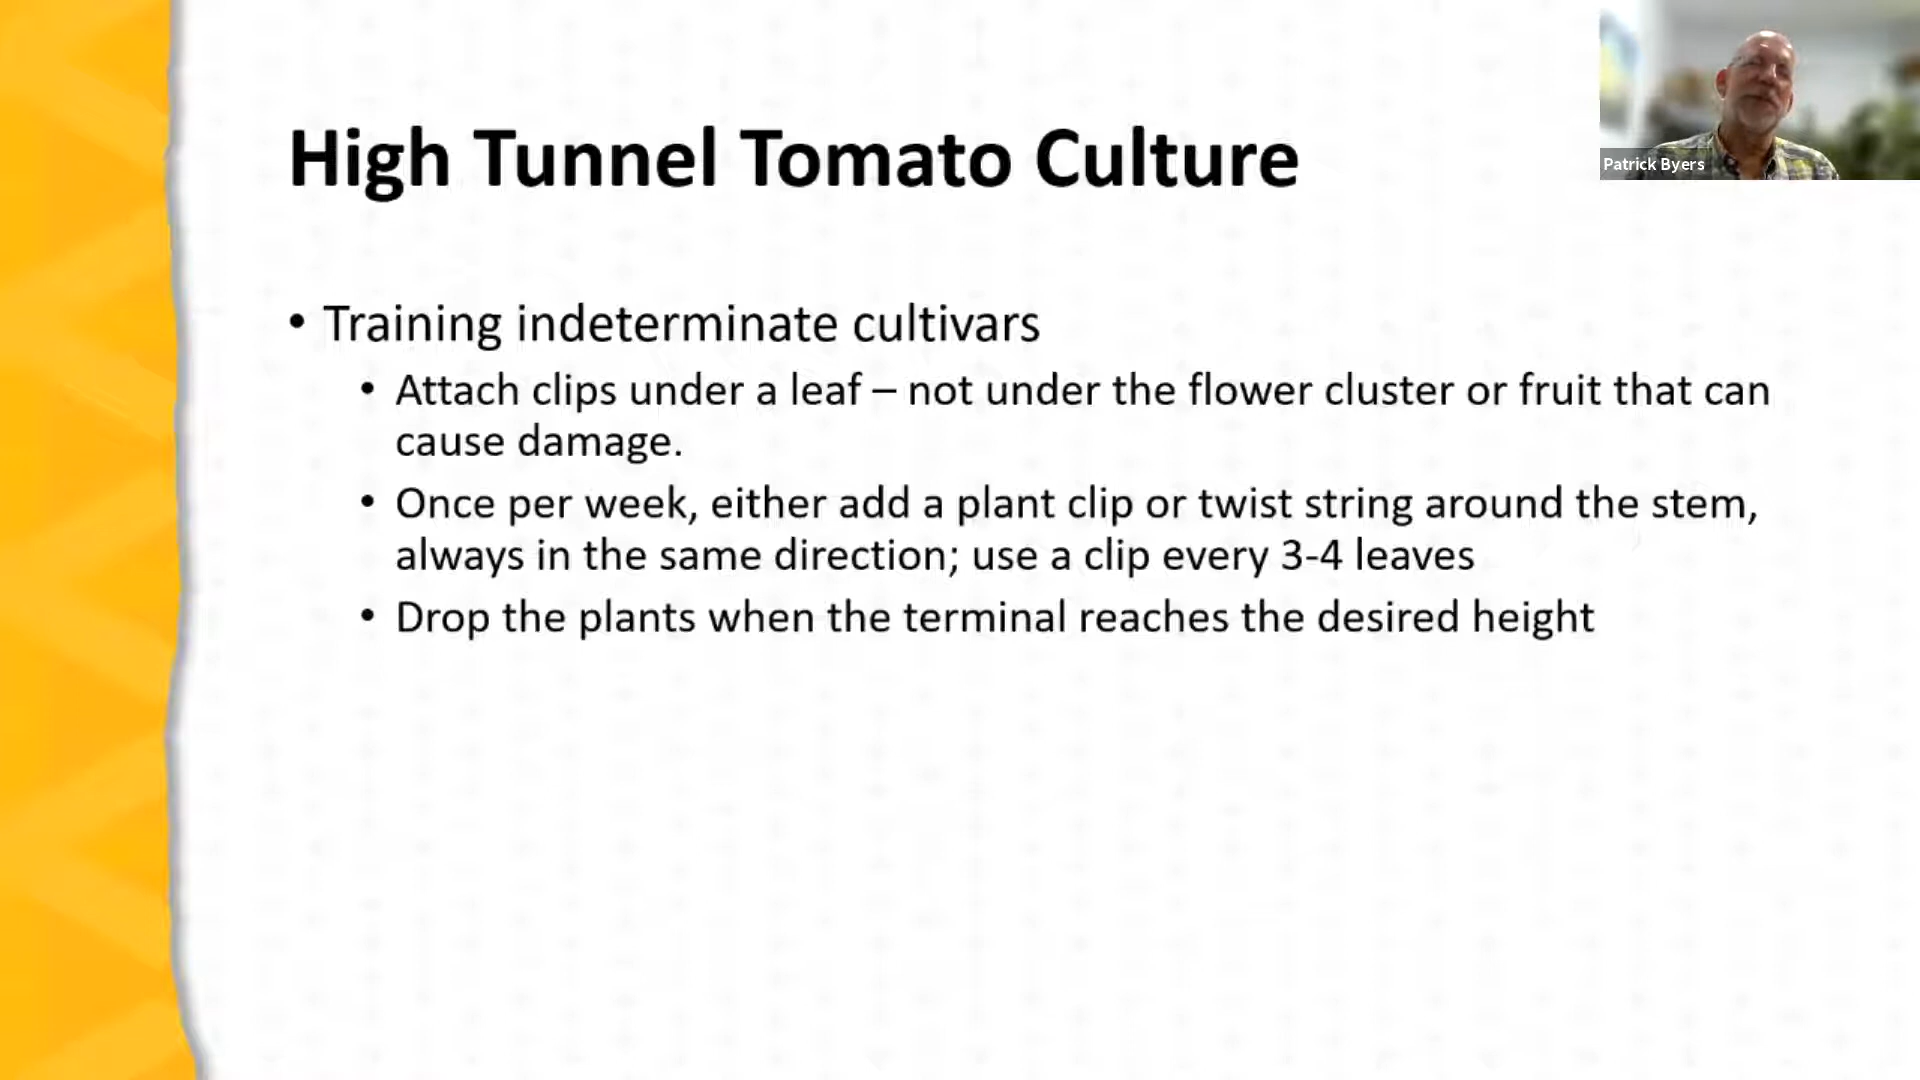 High Tunnel Tomato Culture
Patrick Byers
• Training indeterminate cultivars
• Attach clips under a leaf – not under the flower cluster or fruit that can
cause damage.
• Once per week, either add a plant clip or twist string around the stem,
always in the same direction; use a clip every 3-4 leaves
• Drop the plants when the terminal reaches the desired height